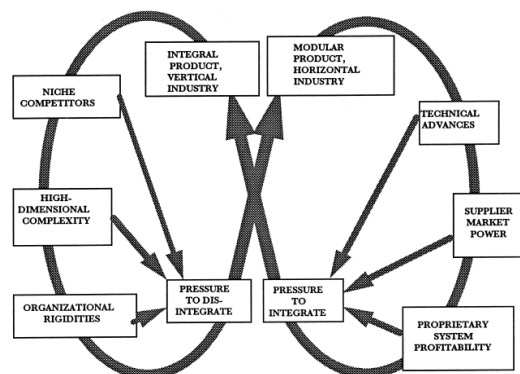 INTEGRAL
PRODUCT,
VERTICAL
INDUSTRY
MODULAR
PRODUCT,
HORIZONTAL
INDUSTRY
NICHE
COMPETITORS
TECHNICAL
ADVANCES
HIGH-
DIMENSIONAL
COMPLEXITY
SUPPLIER
MARKET
POWER
ORGANIZATIONAL
RIGIDITIES
PRESSURE
TO DIS-
INTEGRATE
PRESSURE
TO
INTEGRATE
PROPRIETARY
SYSTEM
PROFITABILITY